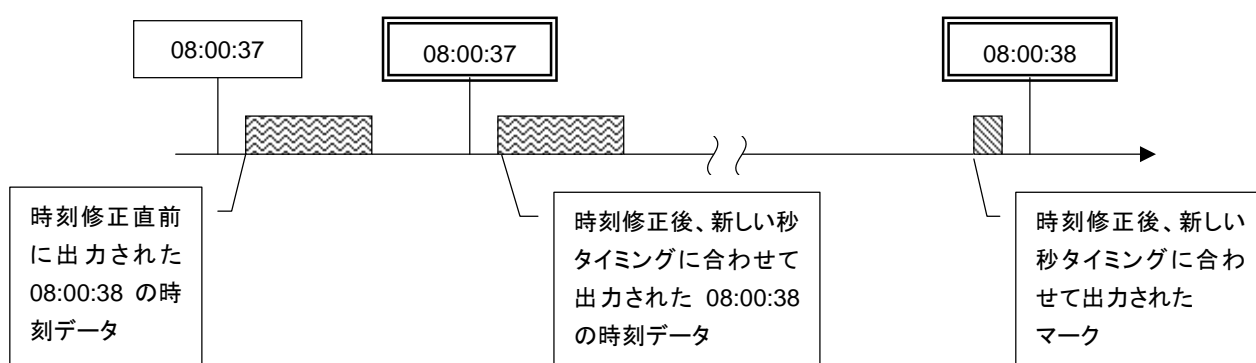 08:00:37
08:00:37
08:00:38
時刻修正直前
に出力された
08:00:38 の時
刻データ
時刻修正後、新しい秒
タイミングに合わせて
出力された 08:00:38
の時刻データ
時刻修正後、新しい
秒タイミングに合わ
せて出力された
マーク